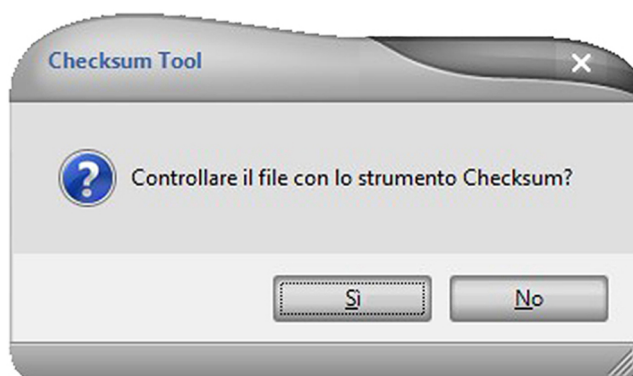 Checksum Tool
Controllare il file con lo strumento Checksum?
Sì
No